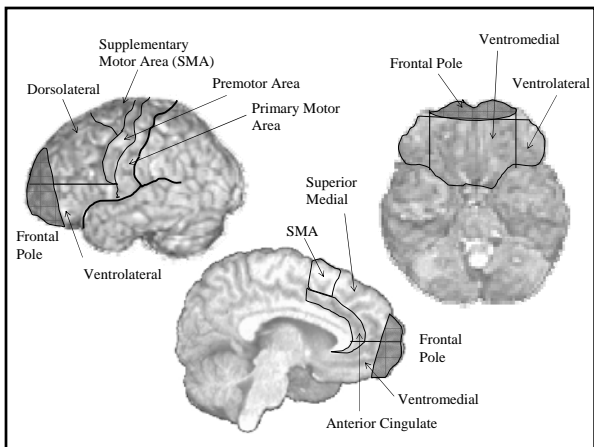 Supplementary
Motor Area (SMA)
Dorsolateral
Premotor Area
Primary Motor
Area
Frontal
Pole
Ventrolateral
Ventromedial
Frontal Pole
Ventrolateral
Superior
Medial
SMA
Frontal
Pole
Ventromedial
Anterior Cingulate